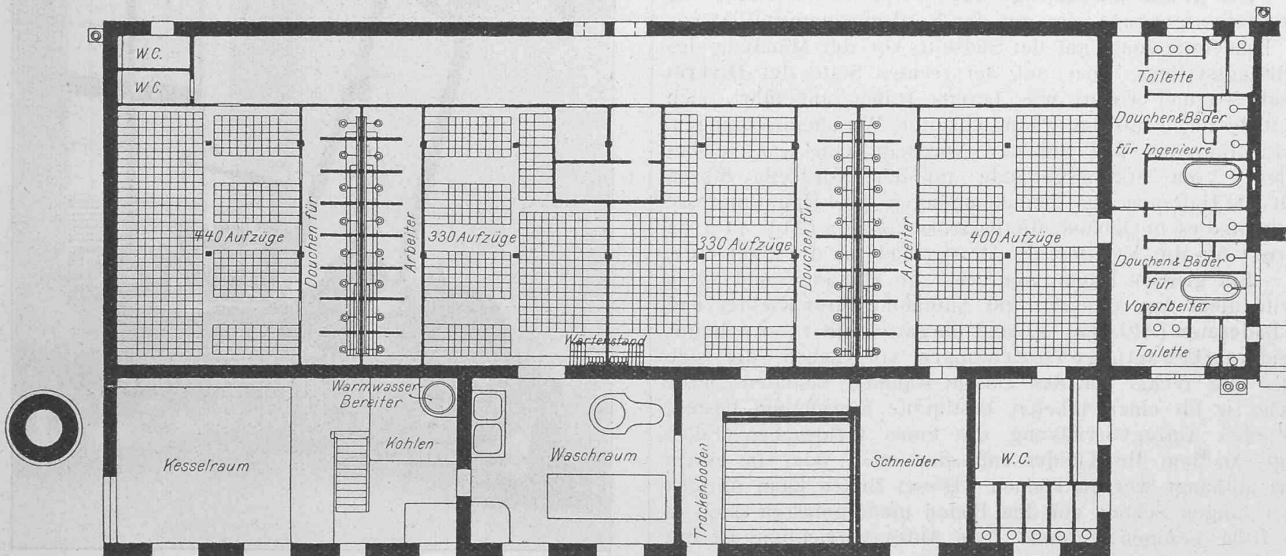 W.C.
W.C.
440 Aufzüge
Douchen für
Arbeiter
330 Aufzüge
Wärterstand
330 Aufzüge
Douchen für
Arbeiter
400 Aufzüge
Toilette
Douchen & Bäder
für Ingenieure
Douchen & Bäder
für
Vorarbeiter
Toilette
Kesselraum
Warmwasser
Bereiter
Kohlen
Waschraum
Trockenboden
Schneider
W.C.